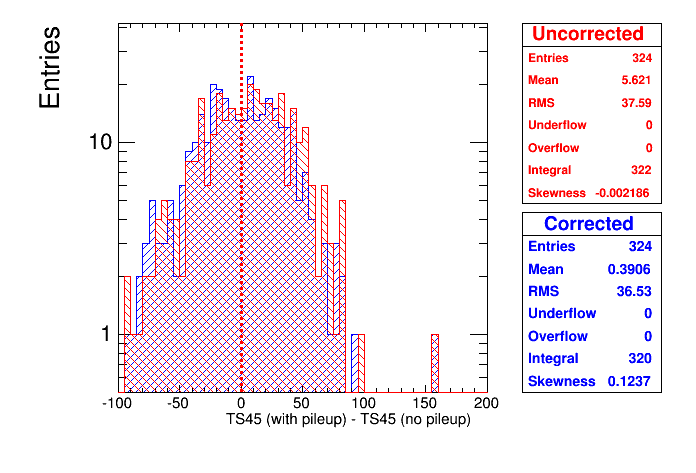 Entries
10
1
-100 -50 0 50 100 150 200
TS45 (with pileup) - TS45 (no pileup)
Uncorrected
Entries 324
Mean 5.621
RMS 37.59
Underflow 0
Overflow 0
Integral 322
Skewness -0.002186
Corrected
Entries 324
Mean 0.3906
RMS 36.53
Underflow 0
Overflow 0
Integral 320
Skewness 0.1237